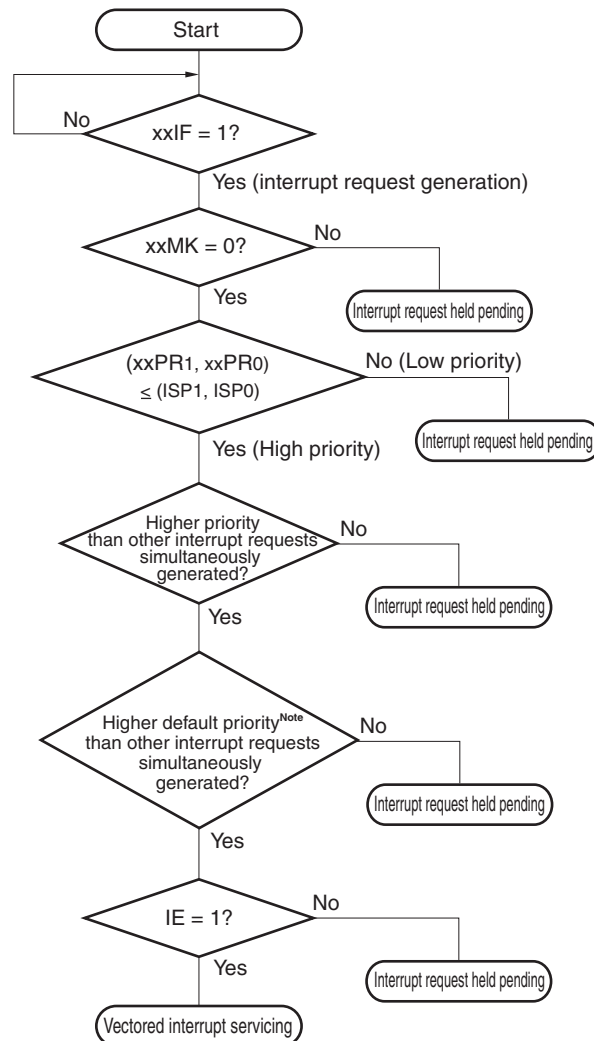 Start
No
xxIF = 1?
Yes (interrupt request generation)
xxMK = 0?
No
Interrupt request held pending
Yes
(xxPR1, xxPR0)
≤ (ISP1, ISP0)
No (Low priority)
Interrupt request held pending
Yes (High priority)
Higher priority
than other interrupt requests
simultaneously
generated?
No
Interrupt request held pending
Yes
Higher default priorityNote
than other interrupt requests
simultaneously
generated?
No
Interrupt request held pending
Yes
IE = 1?
No
Interrupt request held pending
Yes
Vectored interrupt servicing